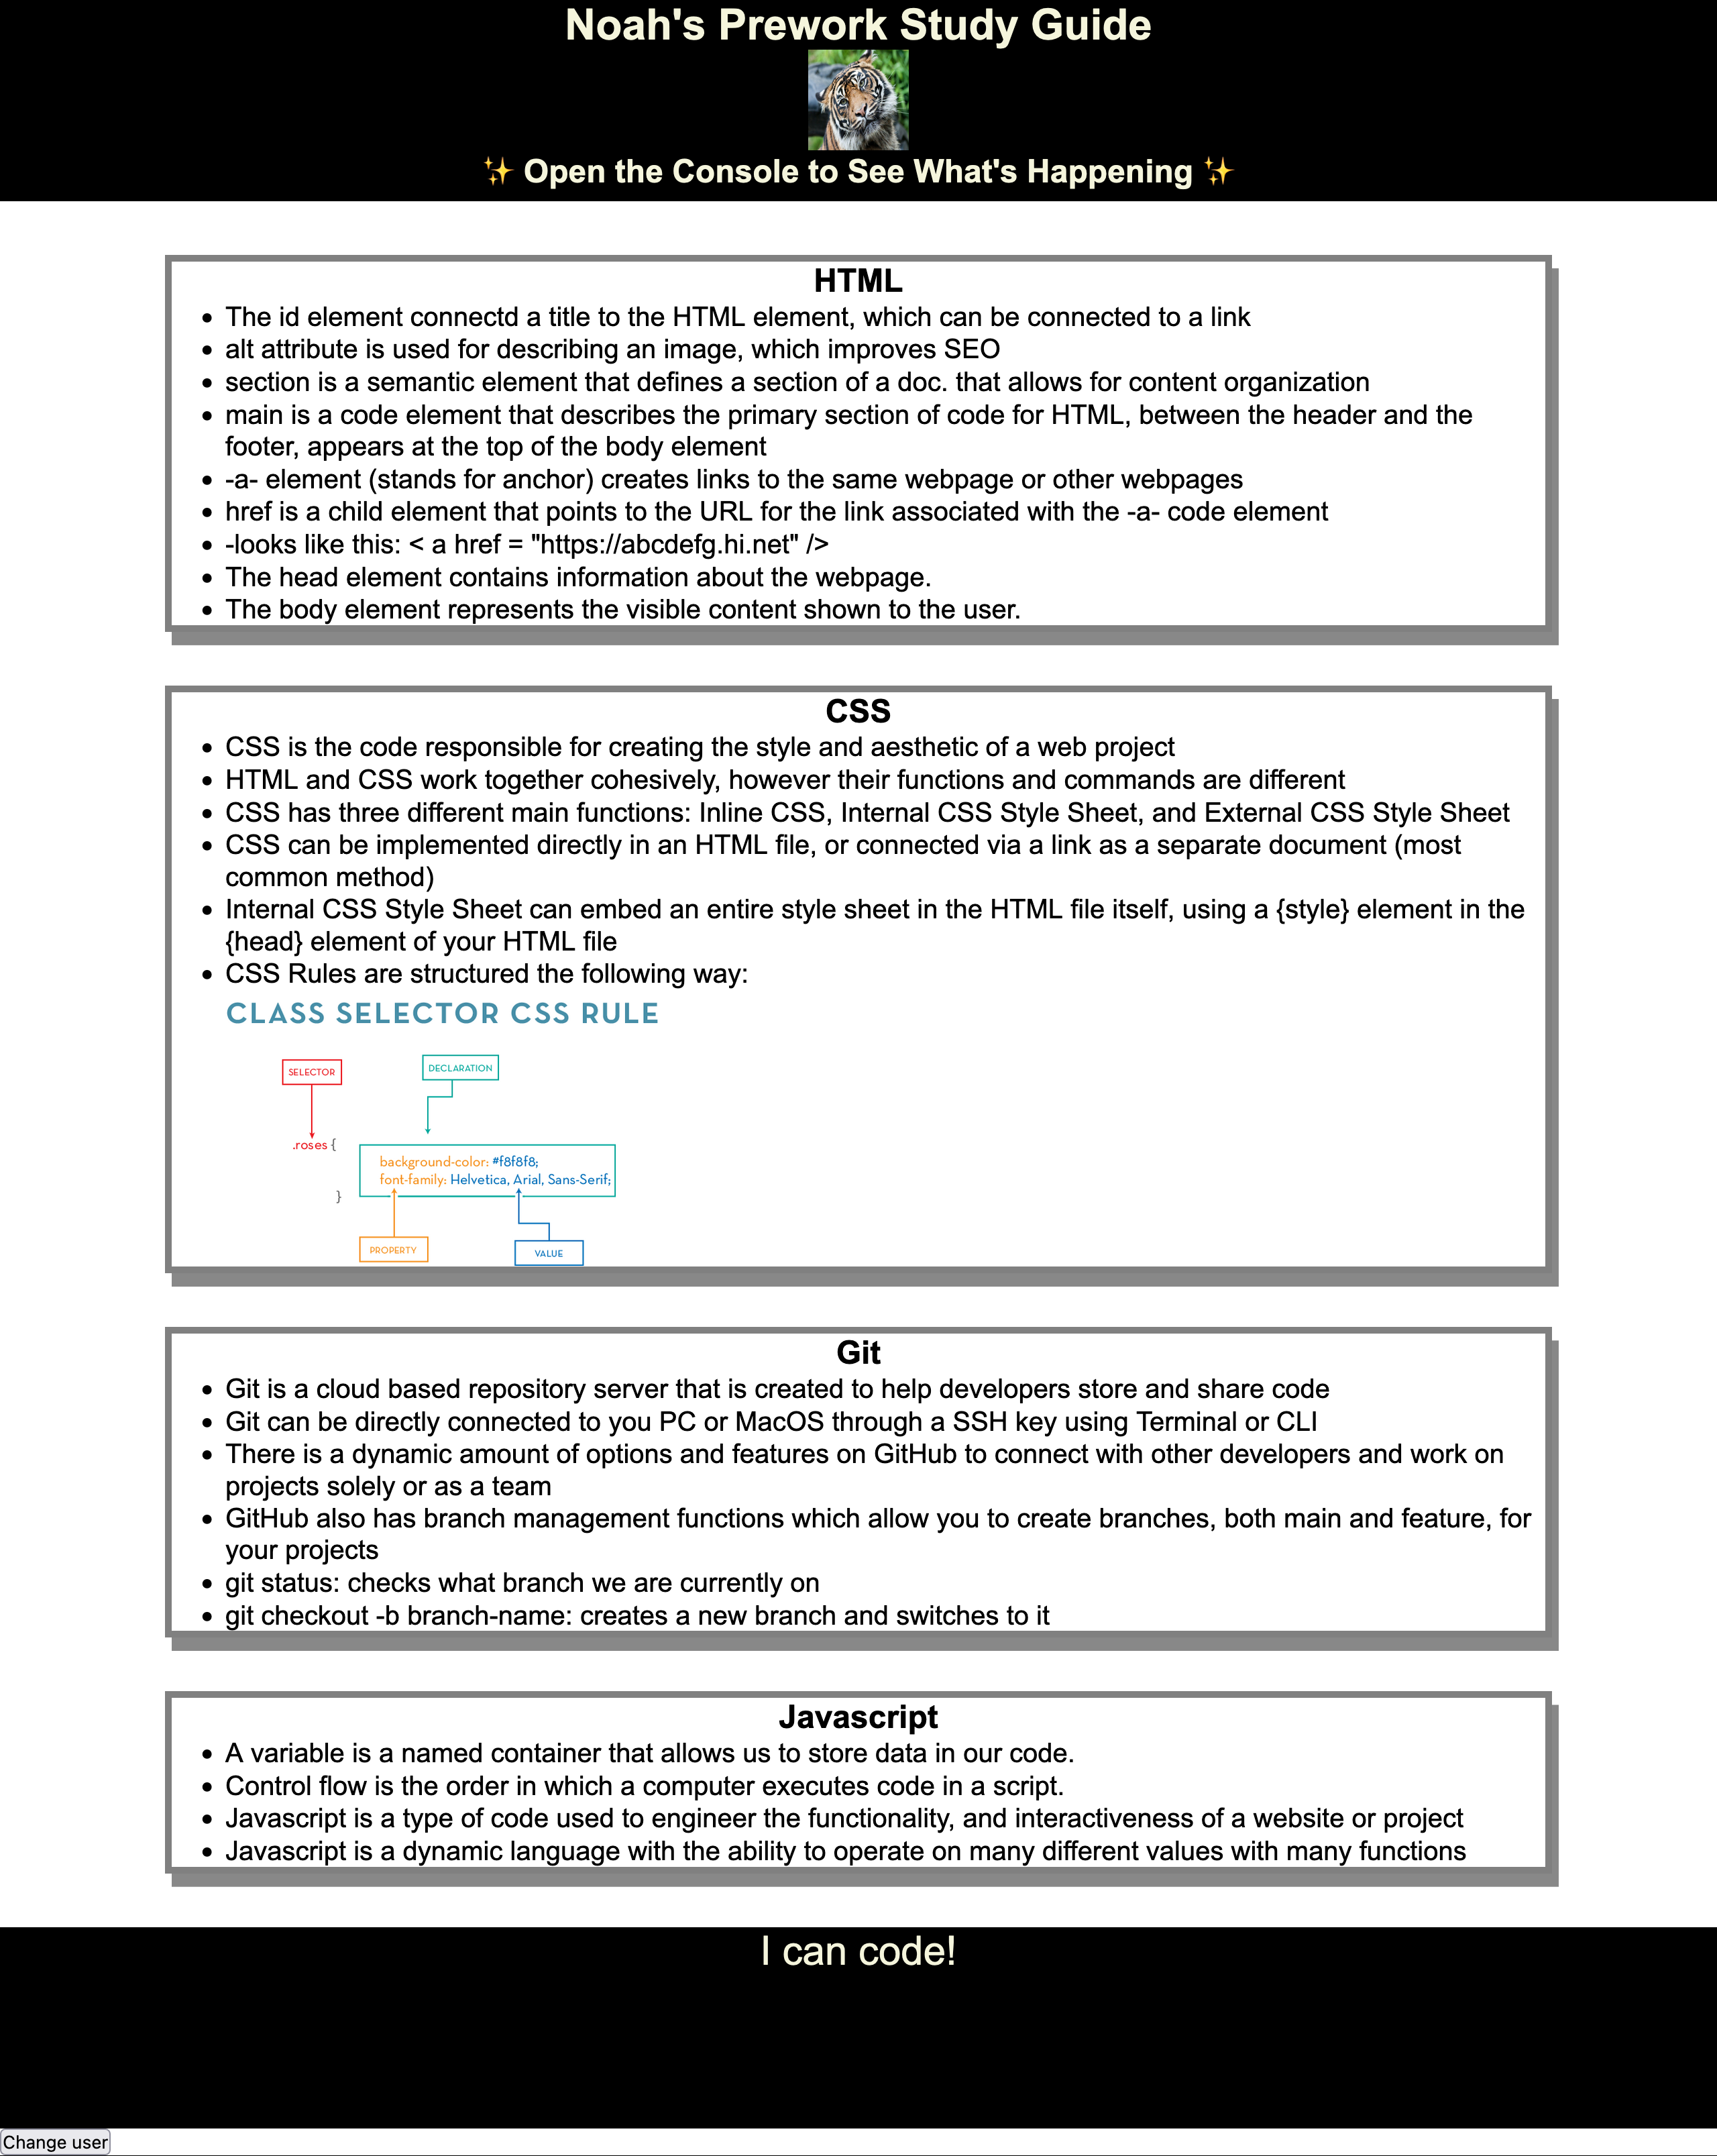 Noah's Prework Study Guide
✨ Open the Console to See What's Happening ✨
HTML
• The id element connectd a title to the HTML element, which can be connected to a link
• alt attribute is used for describing an image, which improves SEO
• section is a semantic element that defines a section of a doc. that allows for content organization
• main is a code element that describes the primary section of code for HTML, between the header and the
footer, appears at the top of the body element
• -a- element (stands for anchor) creates links to the same webpage or other webpages
• href is a child element that points to the URL for the link associated with the -a- code element
• -looks like this: < a href = "https://abcdefg.hi.net" />
• The head element contains information about the webpage.
• The body element represents the visible content shown to the user.
CSS
• CSS is the code responsible for creating the style and aesthetic of a web project
• HTML and CSS work together cohesively, however their functions and commands are different
• CSS has three different main functions: Inline CSS, Internal CSS Style Sheet, and External CSS Style Sheet
• CSS can be implemented directly in an HTML file, or connected via a link as a separate document (most
common method)
• Internal CSS Style Sheet can embed an entire style sheet in the HTML file itself, using a {style} element in the
{head} element of your HTML file
• CSS Rules are structured the following way:
CLASS SELECTOR CSS RULE
SELECTOR
DECLARATION
.roses {
background-color: #f8f8f8;
font-family: Helvetica, Arial, Sans-Serif;
}
PROPERTY
VALUE
Git
• Git is a cloud based repository server that is created to help developers store and share code
• Git can be directly connected to you PC or MacOS through a SSH key using Terminal or CLI
• There is a dynamic amount of options and features on GitHub to connect with other developers and work on
projects solely or as a team
• GitHub also has branch management functions which allow you to create branches, both main and feature, for
your projects
• git status: checks what branch we are currently on
• git checkout -b branch-name: creates a new branch and switches to it
Javascript
• A variable is a named container that allows us to store data in our code.
• Control flow is the order in which a computer executes code in a script.
• Javascript is a type of code used to engineer the functionality, and interactiveness of a website or project
• Javascript is a dynamic language with the ability to operate on many different values with many functions
I can code!
Change user